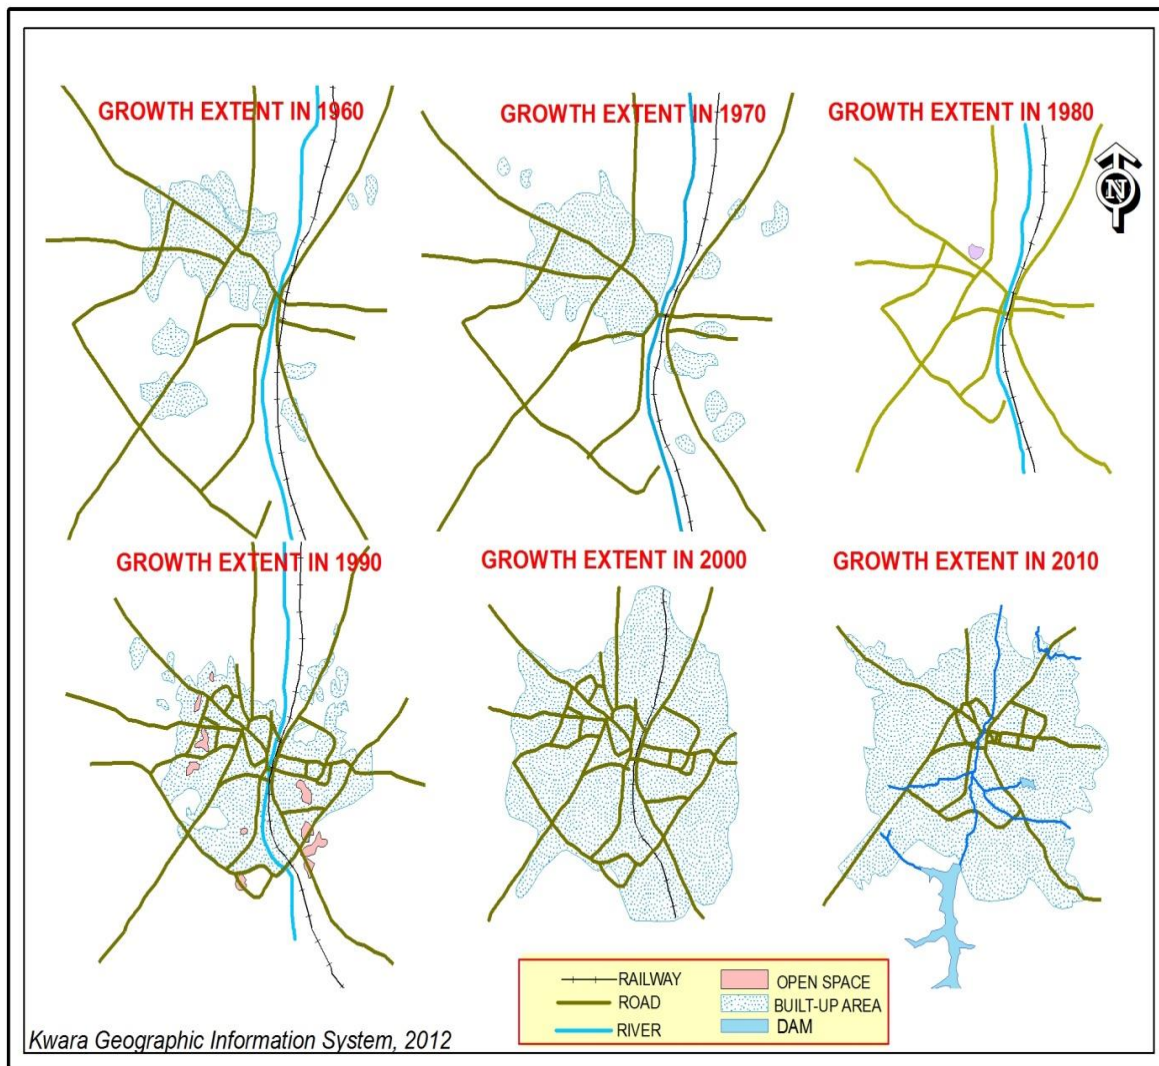 GROWTH EXTENT IN 1960
GROWTH EXTENT IN 1970
GROWTH EXTENT IN 1980
N
GROWTH EXTENT IN 1990
GROWTH EXTENT IN 2000
GROWTH EXTENT IN 2010
RAILWAY
ROAD
RIVER
OPEN SPACE
BUILT-UP AREA
DAM
Kwara Geographic Information System, 2012